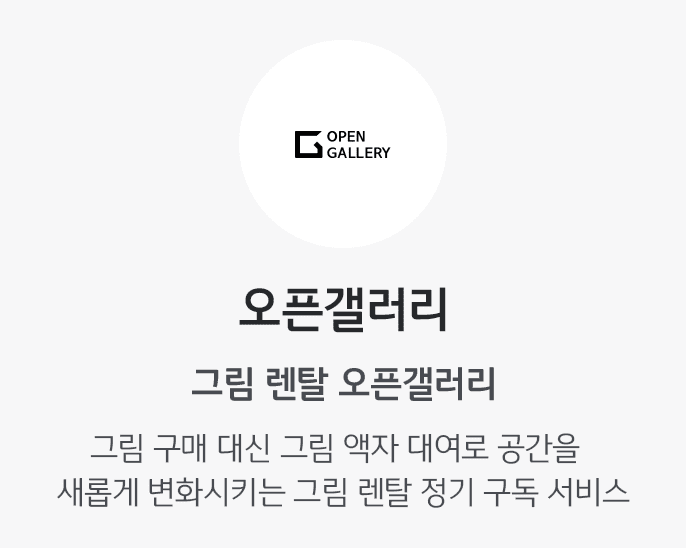 OPEN
GALLERY
오픈갤러리
그림 렌탈 오픈갤러리
그림 구매 대신 그림 액자 대여로 공간을
새롭게 변화시키는 그림 렌탈 정기 구독 서비스